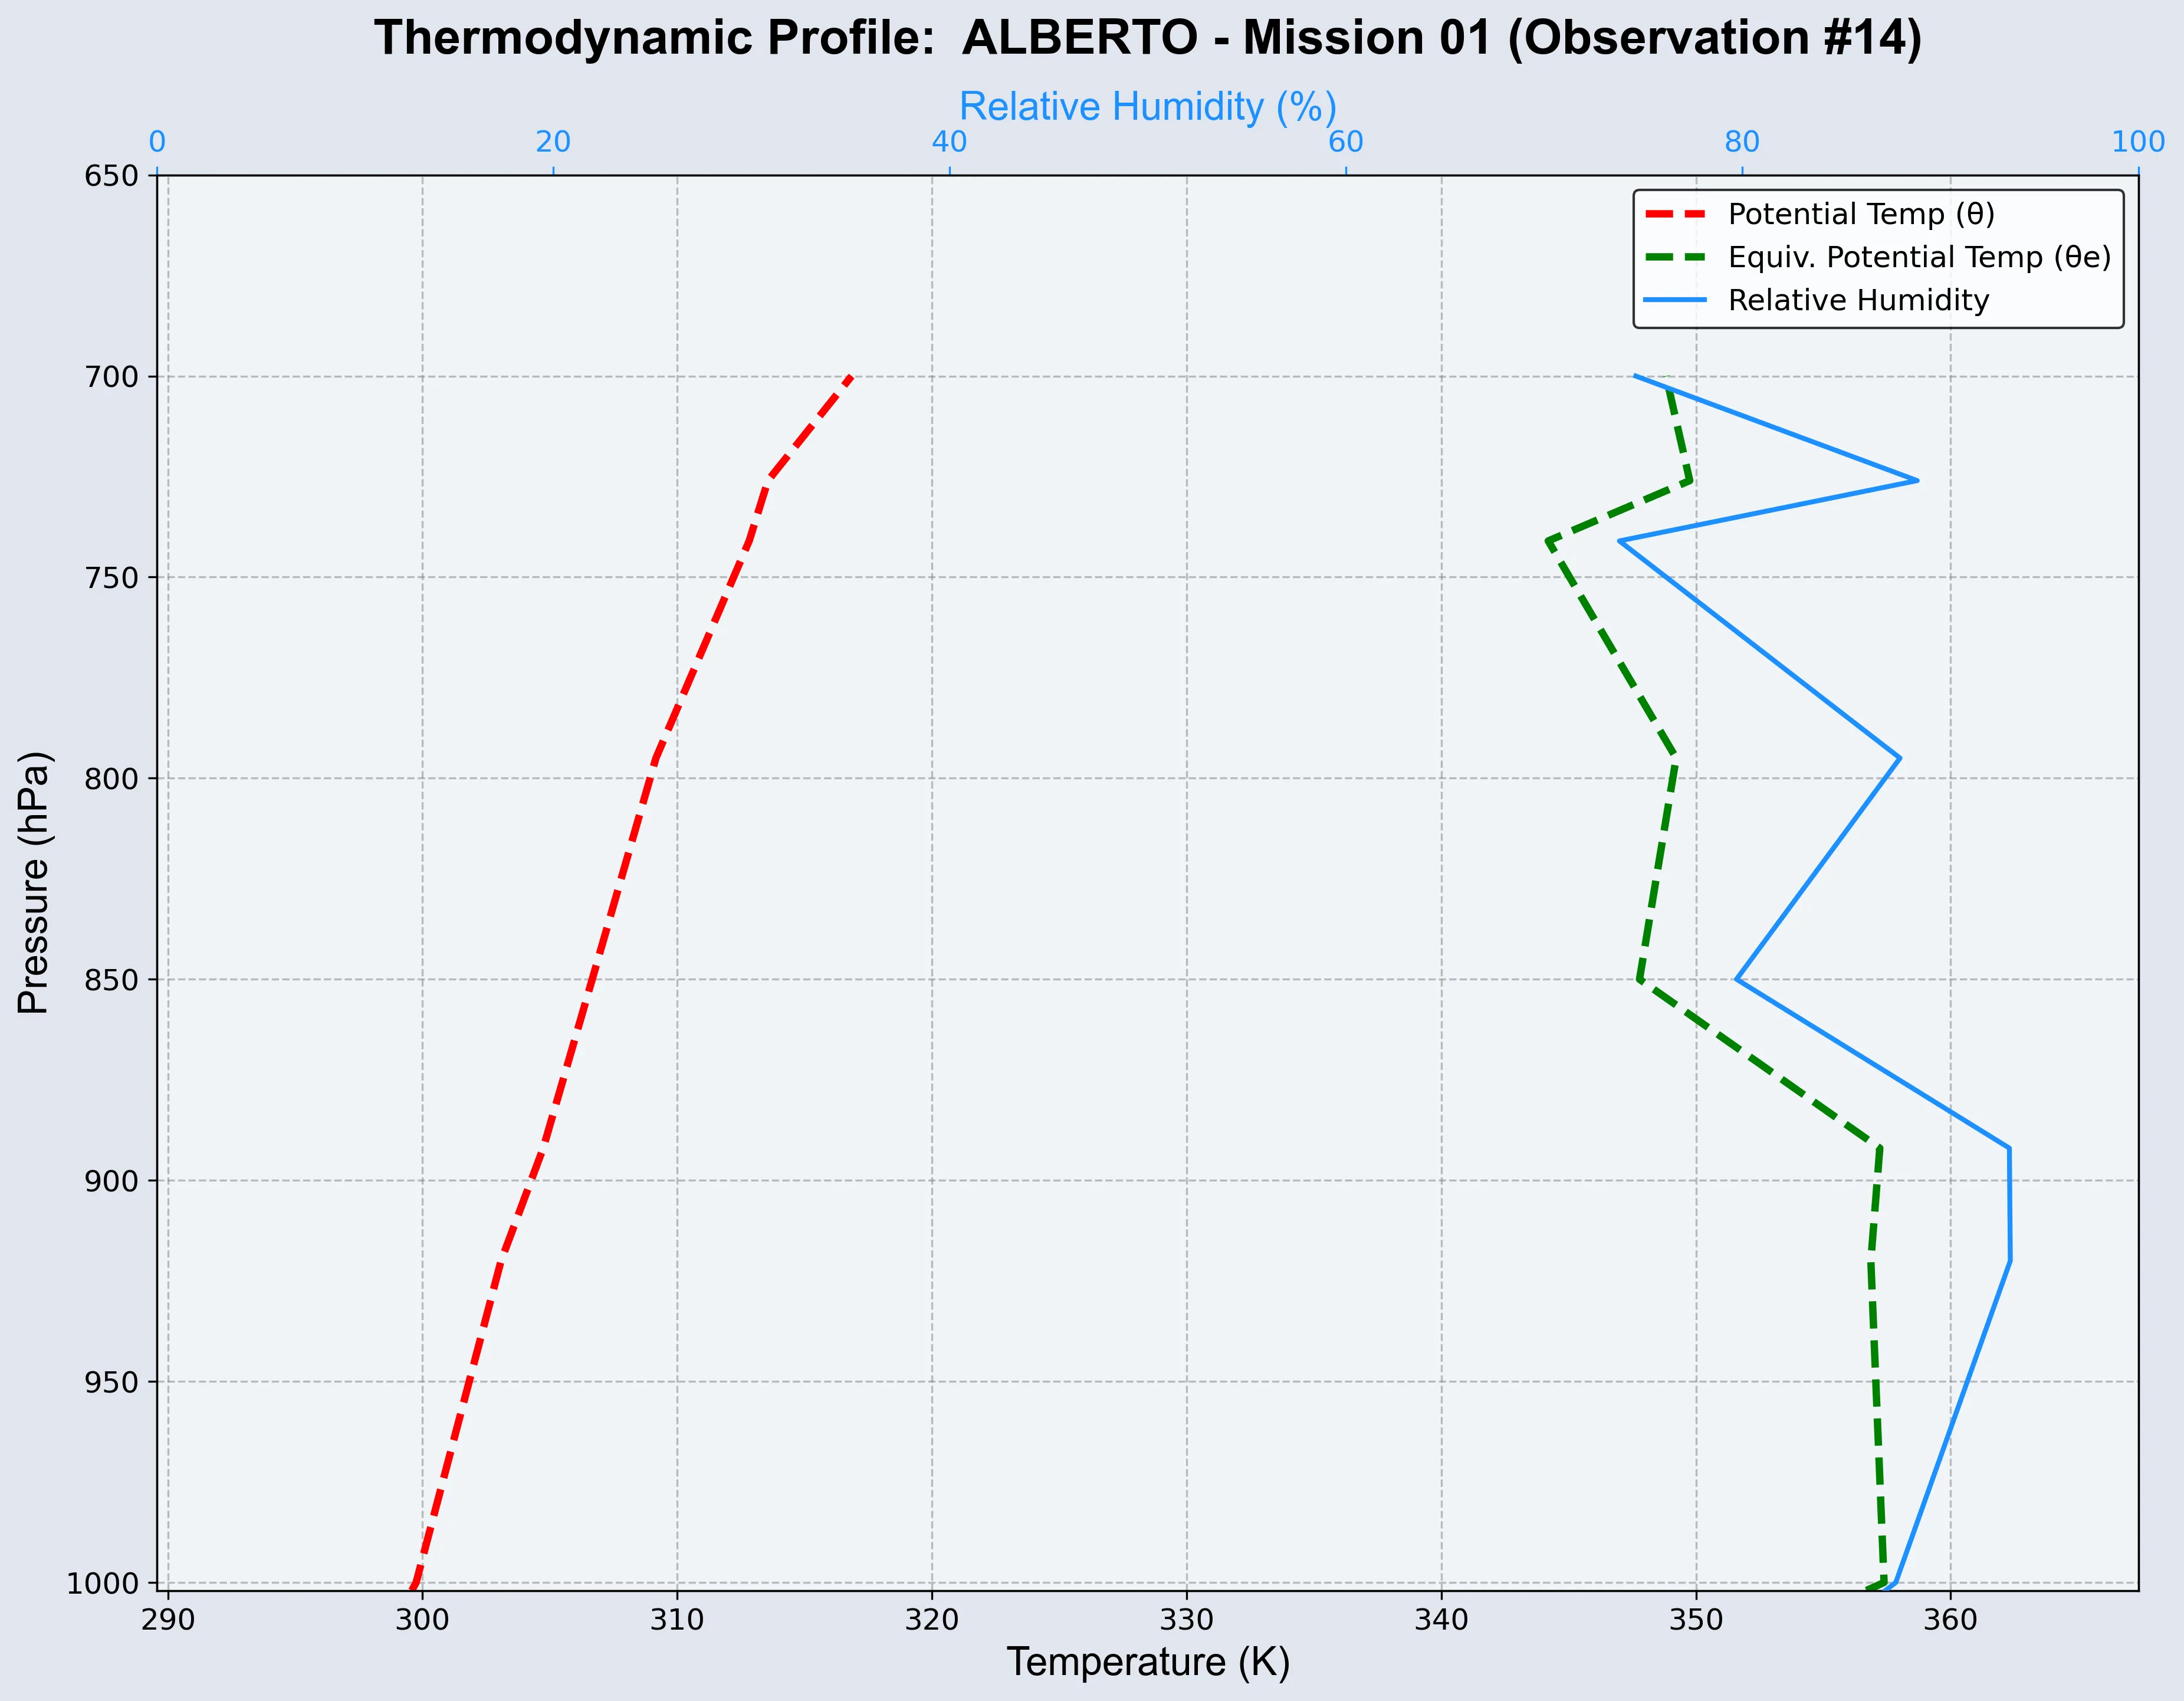 Thermodynamic Profile:  ALBERTO - Mission 01 (Observation #14)
Relative Humidity (%)
0 20 40 60 80 100
Potential Temp (θ)
Equiv. Potential Temp (θe)
Relative Humidity
Pressure (hPa)
650
700
750
800
850
900
950
1000
290 300 310 320 330 340 350 360
Temperature (K)